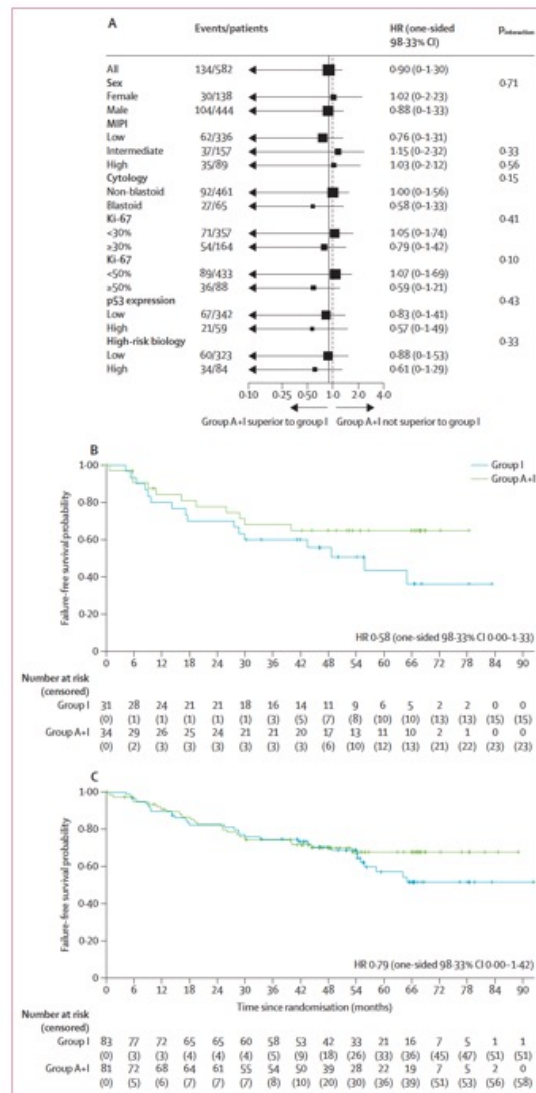 A
Events/patients HR (one-sided 98·33% CI) Pinteraction
All 134/582 0·90 (0–1·30)
Sex 0·71
Female 30/138 1·02 (0–2·23)
Male 104/444 0·88 (0–1·33)
MIPI
Low 62/336 0·76 (0–1·31)
Intermediate 37/157 1·15 (0–2·32) 0·33
High 35/89 1·03 (0–2·12) 0·56
Cytology 0·15
Non-blastoid 92/461 1·00 (0–1·56)
Blastoid 27/65 0·58 (0–1·33)
Ki-67 0·41
<30% 71/357 1·05 (0–1·74)
≥30% 54/164 0·79 (0–1·42)
Ki-67 0·10
<50% 89/433 1·07 (0–1·69)
≥50% 36/88 0·59 (0–1·21)
p53 expression 0·43
Low 67/342 0·83 (0–1·41)
High 21/59 0·57 (0–1·49)
High-risk biology 0·33
Low 60/323 0·88 (0–1·53)
High 34/84 0·61 (0–1·29)
0·10 0·25 0·50 1·0 2·0 4·0
Group A+I superior to group I Group A+I not superior to group I
B
Group I
Group A+I
Failure-free survival probability
1·00
0·80
0·60
0·40
0·20
0
HR 0·58 (one-sided 98·33% CI 0·00–1·33)
0 6 12 18 24 30 36 42 48 54 60 66 72 78 84 90
Number at risk
(censored)
Group I 31 28 24 21 21 18 16 14 11 9 6 5 2 2 0 0
(0) (1) (1) (1) (1) (1) (3) (5) (7) (8) (10) (10) (13) (13) (15) (15)
Group A+I 34 29 26 25 24 21 21 20 17 13 11 10 2 1 0 0
(0) (2) (3) (3) (3) (3) (3) (3) (6) (10) (12) (13) (21) (22) (23) (23)
C
Failure-free survival probability
1·00
0·80
0·60
0·40
0·20
0
HR 0·79 (one-sided 98·33% CI 0·00–1·42)
0 6 12 18 24 30 36 42 48 54 60 66 72 78 84 90
Time since randomisation (months)
Number at risk
(censored)
Group I 83 77 72 65 65 60 58 53 42 33 21 16 7 5 1 1
(0) (3) (3) (4) (4) (4) (5) (9) (18) (26) (33) (36) (45) (47) (51) (51)
Group A+I 81 72 68 64 61 55 54 50 39 28 22 19 7 5 2 0
(0) (5) (6) (7) (7) (7) (8) (10) (20) (30) (36) (39) (51) (53) (56) (58)